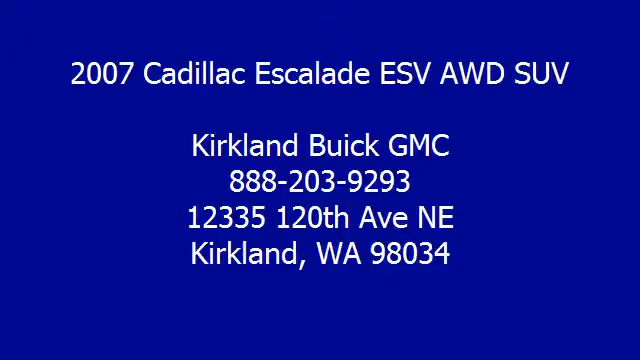 2007 Cadillac Escalade ESV AWD SUV
Kirkland Buick GMC
888-203-9293
12335 120th Ave NE
Kirkland, WA 98034